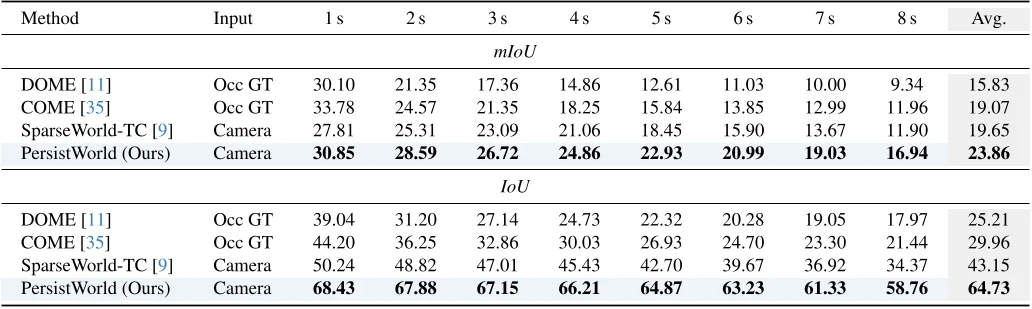 Method Input 1 s 2 s 3 s 4 s 5 s 6 s 7 s 8 s Avg.
mIoU
DOME [11] Occ GT 30.10 21.35 17.36 14.86 12.61 11.03 10.00 9.34 15.83
COME [35] Occ GT 33.78 24.57 21.35 18.25 15.84 13.85 12.99 11.96 19.07
SparseWorld-TC [9] Camera 27.81 25.31 23.09 21.06 18.45 15.90 13.67 11.90 19.65
PersistWorld (Ours) Camera 30.85 28.59 26.72 24.86 22.93 20.99 19.03 16.94 23.86
IoU
DOME [11] Occ GT 39.04 31.20 27.14 24.73 22.32 20.28 19.05 17.97 25.21
COME [35] Occ GT 44.20 36.25 32.86 30.03 26.93 24.70 23.30 21.44 29.96
SparseWorld-TC [9] Camera 50.24 48.82 47.01 45.43 42.70 39.67 36.92 34.37 43.15
PersistWorld (Ours) Camera 68.43 67.88 67.15 66.21 64.87 63.23 61.33 58.76 64.73